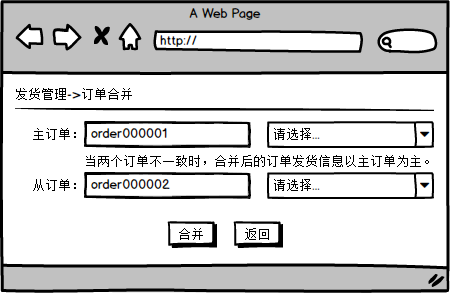 A Web Page
http://
发货管理->订单合并
主订单： order000001 请选择...
当两个订单不一致时，合并后的订单发货信息以主订单为主。
从订单： order000002 请选择...
合并 返回